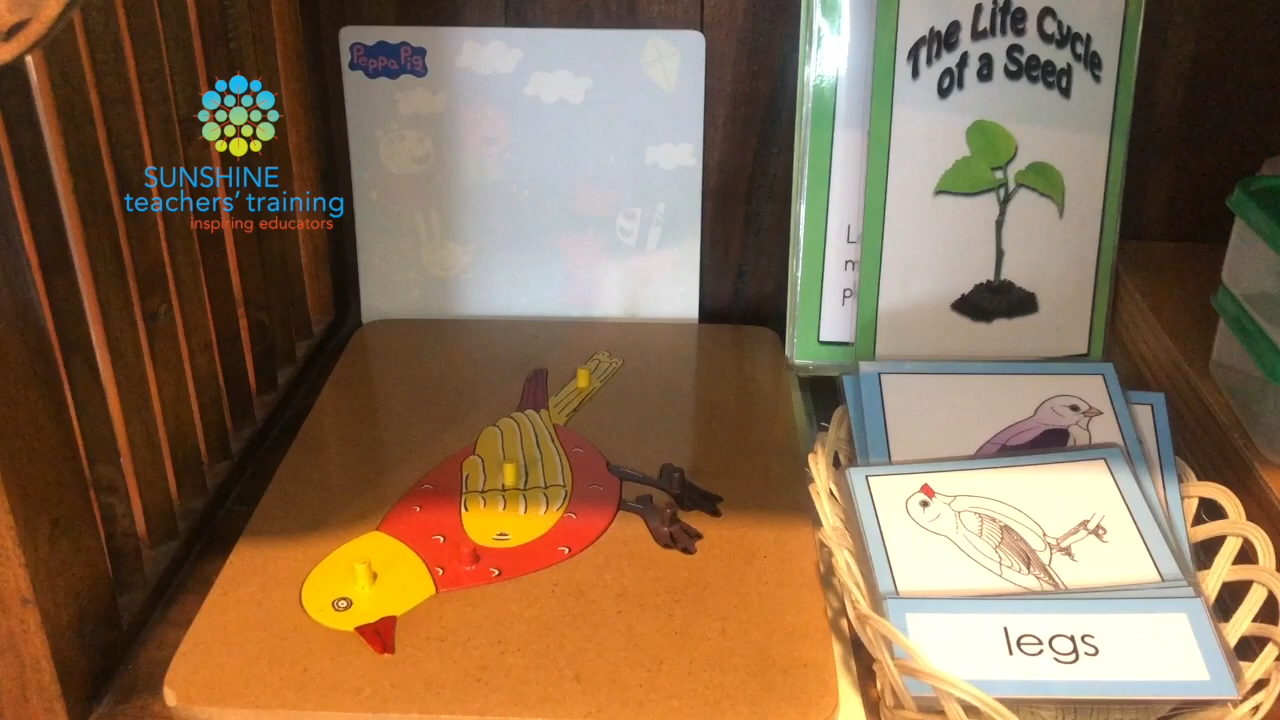 SUNSHINE
teachers' training
inspiring educators
Peppa Pig
The Life Cycle
of a Seed
legs